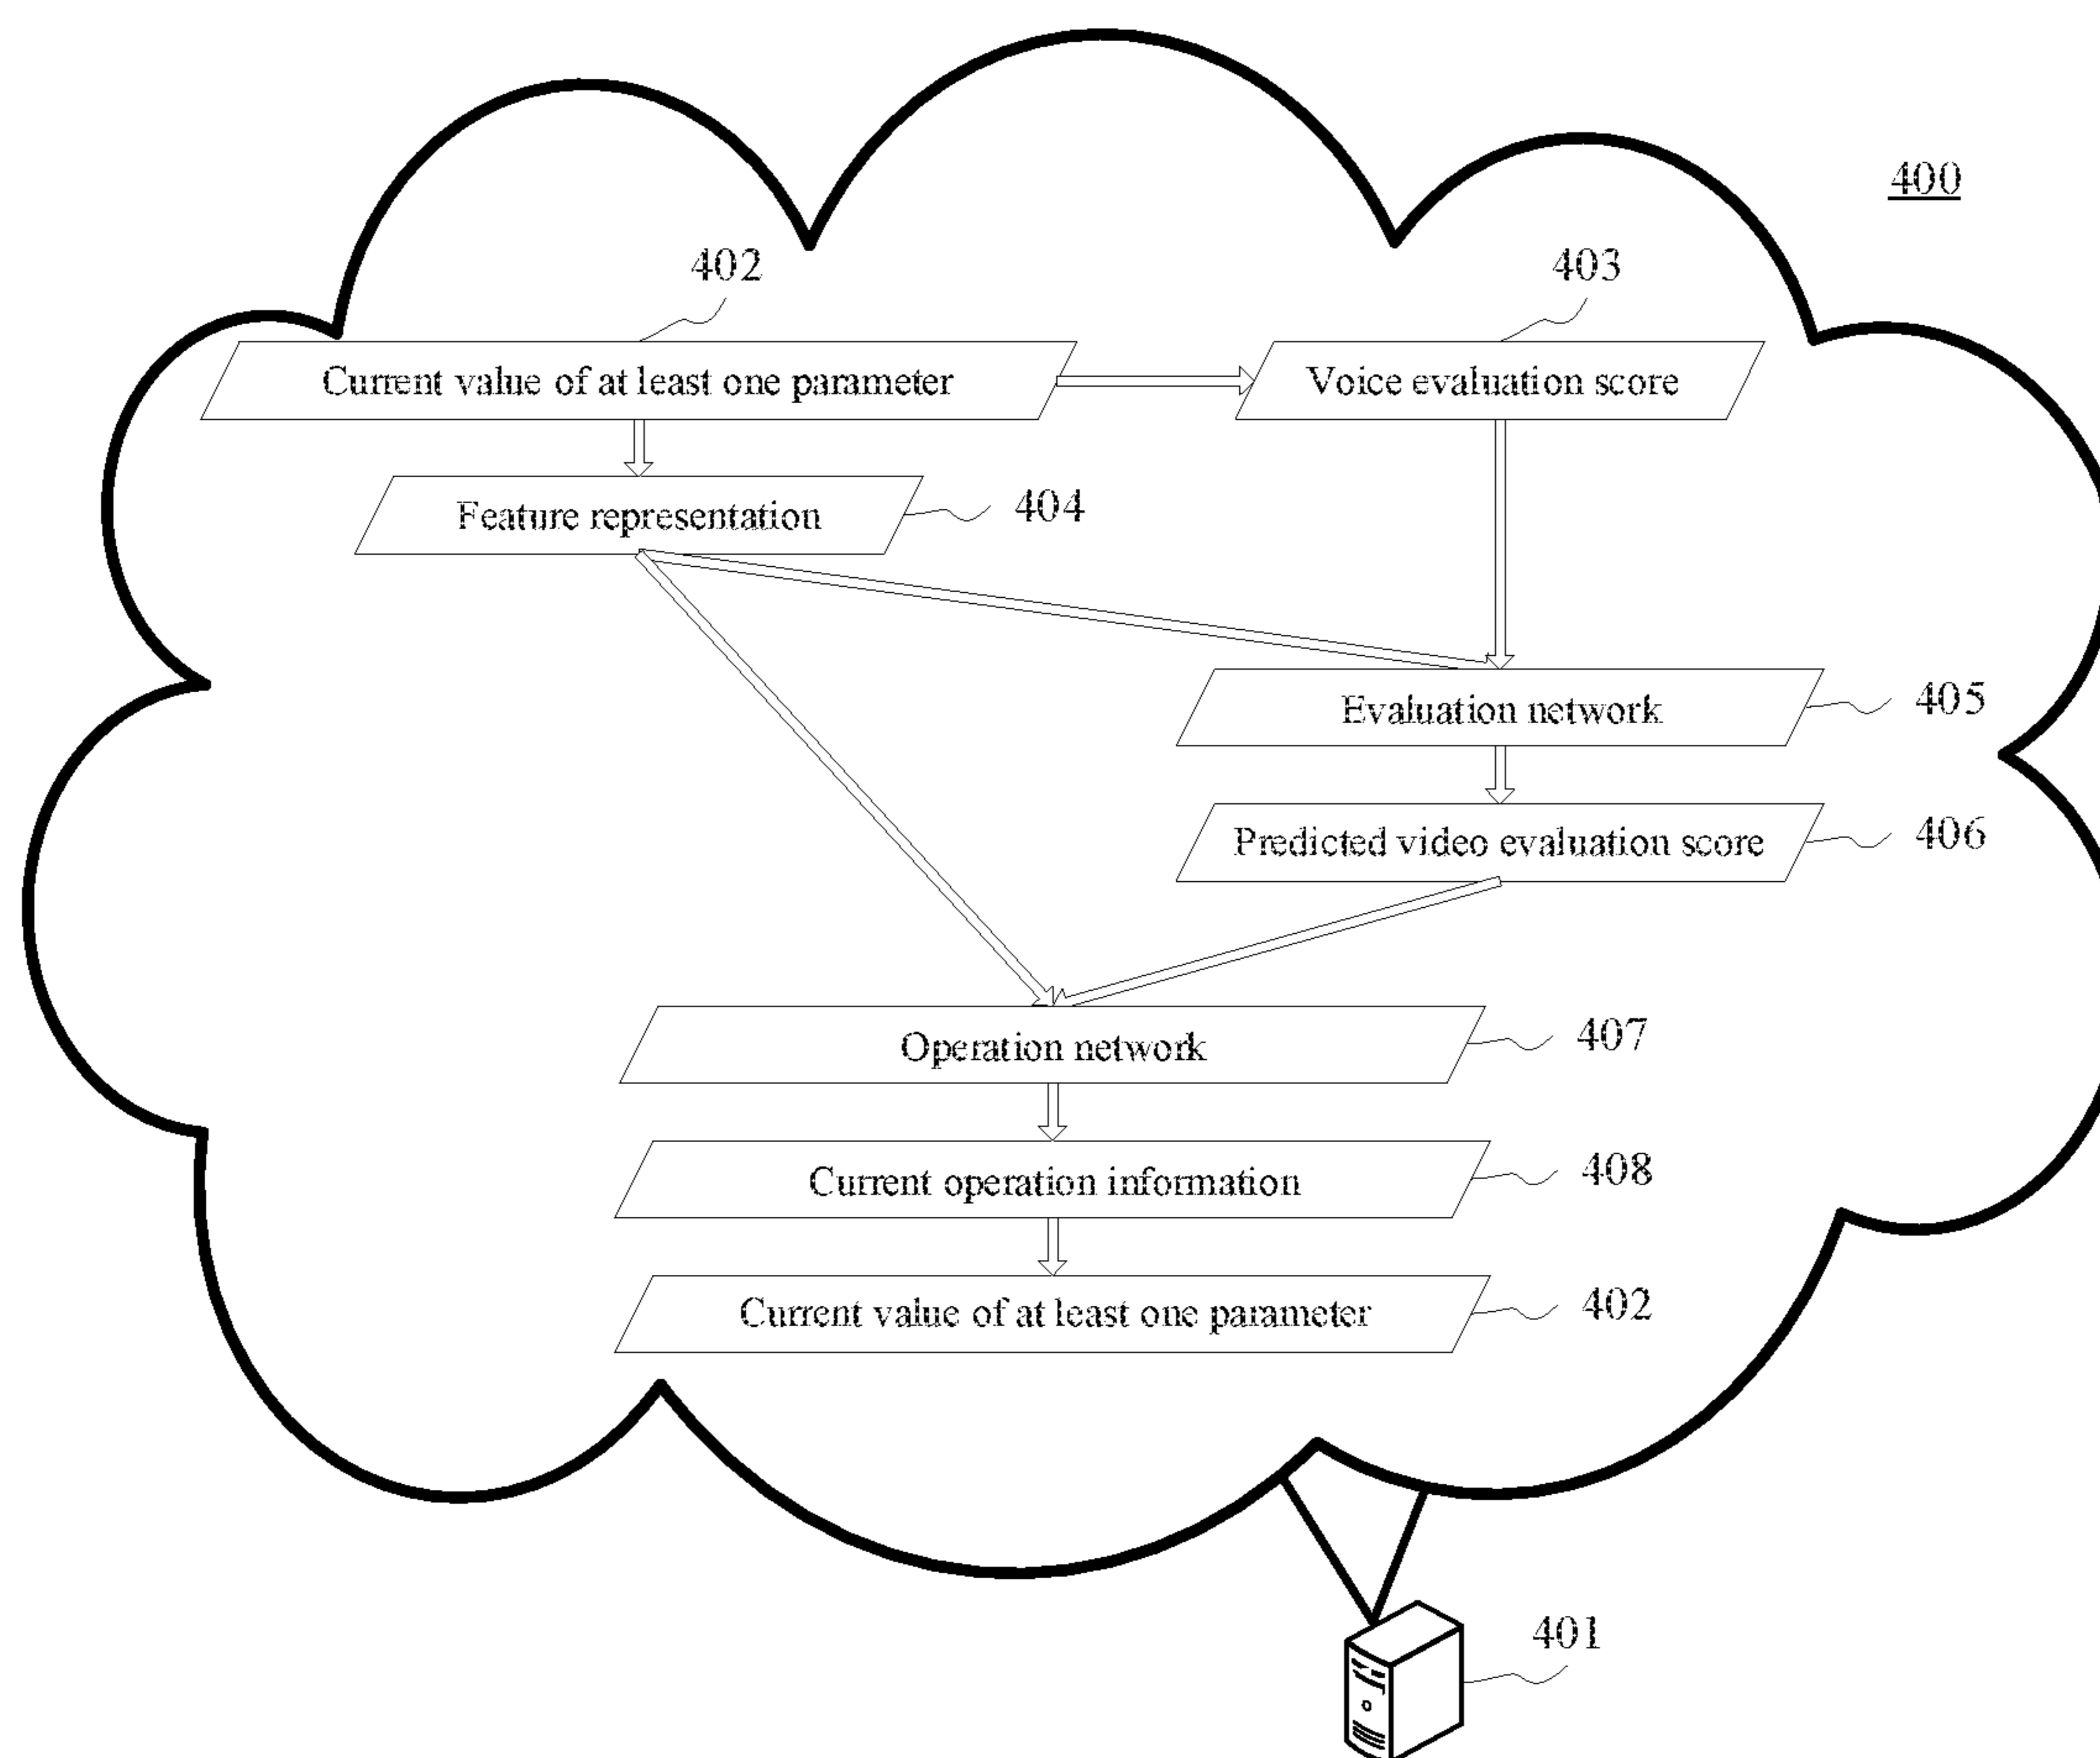 400
402
403
Current value of at least one parameter
Voice evaluation score
Feature representation
404
Evaluation network
405
Predicted video evaluation score
406
Operation network
407
Current operation information
408
Current value of at least one parameter
402
401